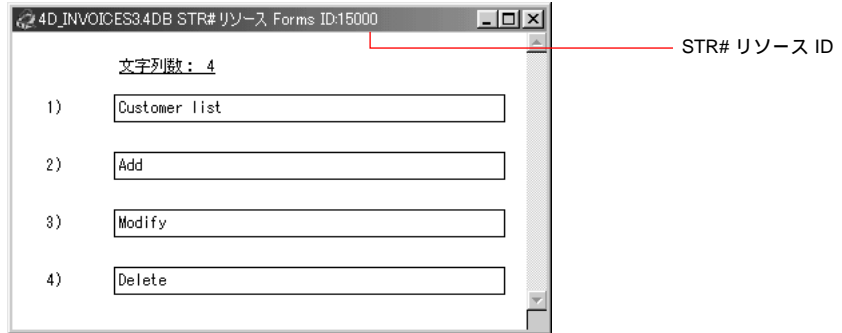 4D_INVOICES3.4DB STR#リソース Forms ID:15000
STR# リソース ID
文字列数： 4
1) Customer list
2) Add
3) Modify
4) Delete